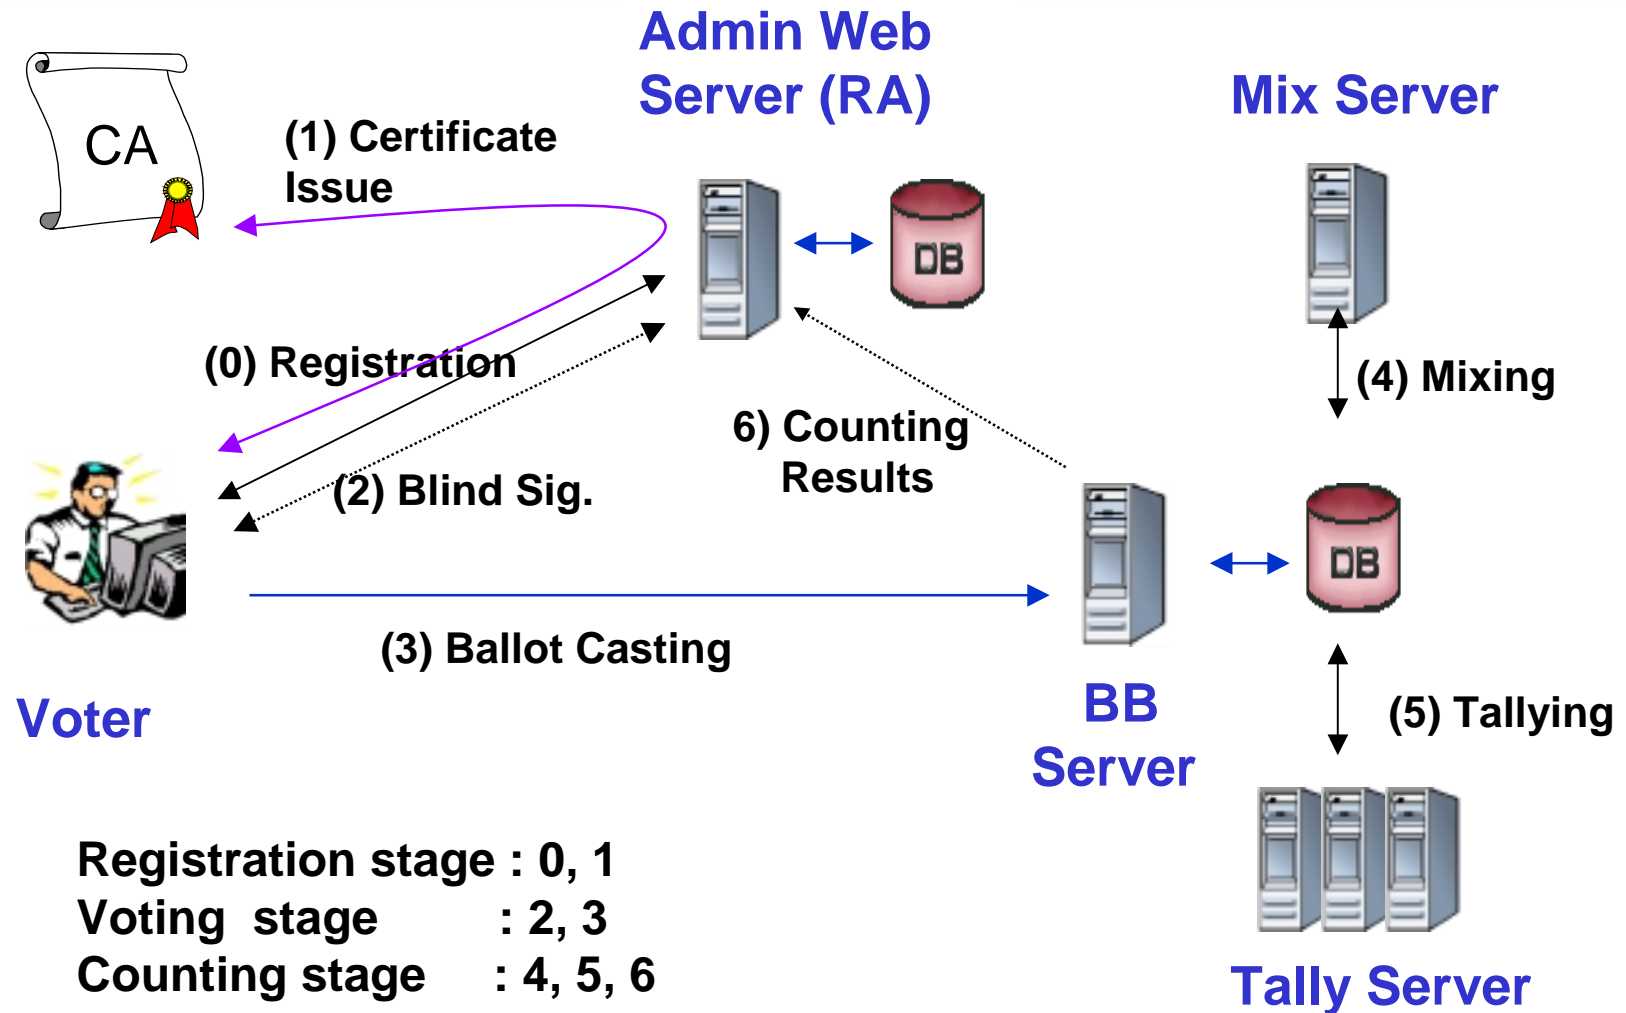 Admin Web
Server (RA)
Mix Server
CA
(1) Certificate
Issue
DB
(0) Registration
(4) Mixing
6) Counting
Results
(2) Blind Sig.
DB
(3) Ballot Casting
Voter
BB
Server
(5) Tallying
Registration stage : 0, 1
Voting stage : 2, 3
Counting stage : 4, 5, 6
Tally Server